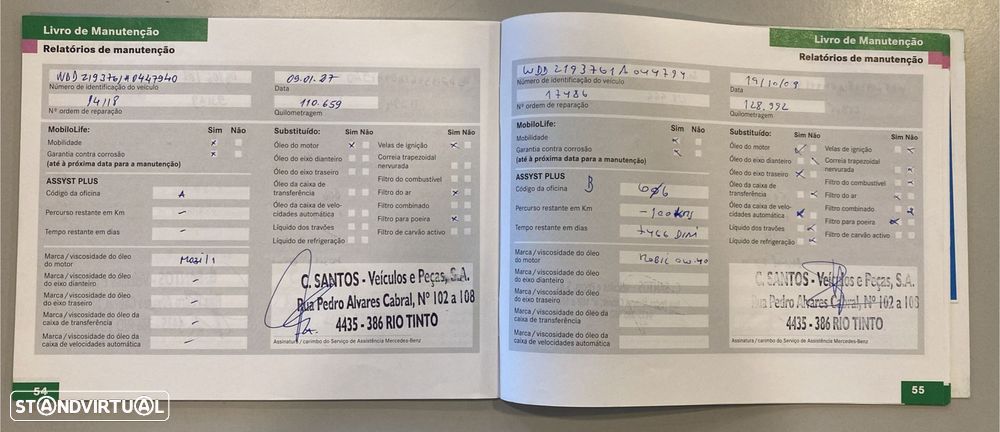 Livro de Manutenção
Relatórios de manutenção
WDD2193761A0447940
Número de identificação do veículo
Data
14118
Nº ordem de reparação
110.659
Quilometragem
MobiloLife:
Sim Não
Mobilidade
Garantia contra corrosão
(até à próxima data para a manutenção)
ASSYST PLUS
Código da oficina
A
Percurso restante em Km
Tempo restante em dias
Substituído:
Sim Não
Óleo do motor
Óleo do eixo dianteiro
Óleo do eixo traseiro
Óleo da caixa de
transferência
Óleo da caixa de velo-
cidades automática
Líquido dos travões
Líquido de refrigeração
Sim Não
Velas de ignição
Correia trapezoidal
nervurada
Filtro do combustível
Filtro do ar
Filtro combinado
Filtro para poeira
Filtro de carvão activo
Marca / viscosidade do óleo
do motor
Marca / viscosidade do óleo
do eixo dianteiro
Marca / viscosidade do óleo
do eixo traseiro
Marca / viscosidade do óleo da
caixa de transferência
Marca / viscosidade do óleo da
caixa de velocidades automática
C. SANTOS - Veículos e Peças, S.A.
Rua Pedro Alvares Cabral, Nº 102 a 108
4435 - 386 RIO TINTO
Assinatura / carimbo do Serviço de Assistência Mercedes-Benz
54
STANDVIRTUAL
Livro de Manutenção
Relatórios de manutenção
Número de identificação do veículo
19/10/09
Data
17486
Nº ordem de reparação
128.992
Quilometragem
MobiloLife:
Sim Não
Mobilidade
Garantia contra corrosão
(até à próxima data para a manutenção)
ASSYST PLUS
Código da oficina
B
606
Percurso restante em Km
Tempo restante em dias
Substituído:
Sim Não
Óleo do motor
Óleo do eixo dianteiro
Óleo do eixo traseiro
Óleo da caixa de
transferência
Óleo da caixa de velo-
cidades automática
Líquido dos travões
Líquido de refrigeração
Sim Não
Velas de ignição
Correia trapezoidal
nervurada
Filtro do combustível
Filtro do ar
Filtro combinado
Filtro para poeira
Filtro de carvão activo
Marca / viscosidade do óleo
do motor
Mobil 0W.40
Marca / viscosidade do óleo
do eixo dianteiro
Marca / viscosidade do óleo
do eixo traseiro
Marca / viscosidade do óleo da
caixa de transferência
Marca / viscosidade do óleo da
caixa de velocidades automática
C. SANTOS - Veículos e Peças, S.A.
Rua Pedro Alvares Cabral, Nº 102 a 108
4435 - 386 RIO TINTO
Assinatura / carimbo do Serviço de Assistência Mercedes-Benz
55